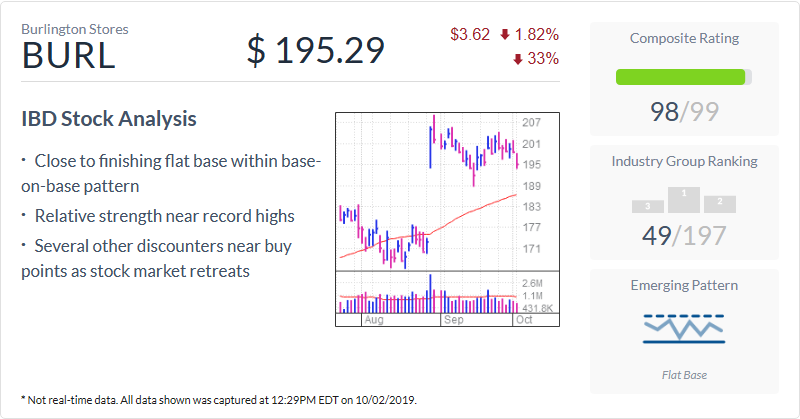 Burlington Stores
BURL
$ 195.29
$3.62 1.82%
33%
IBD Stock Analysis
• Close to finishing flat base within base-
on-base pattern
• Relative strength near record highs
• Several other discounters near buy
points as stock market retreats
207
201
195
189
183
177
171
2.6M
1.1M
431.8K
Aug Sep Oct
Composite Rating
98/99
Industry Group Ranking
3 1 2
49/197
Emerging Pattern
Flat Base
* Not real-time data. All data shown was captured at 12:29PM EDT on 10/02/2019.